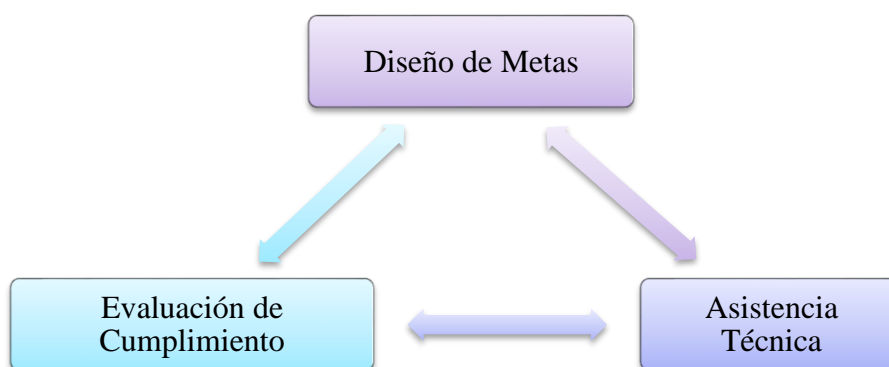 Diseño de Metas
Evaluación de
Cumplimiento
Asistencia
Técnica